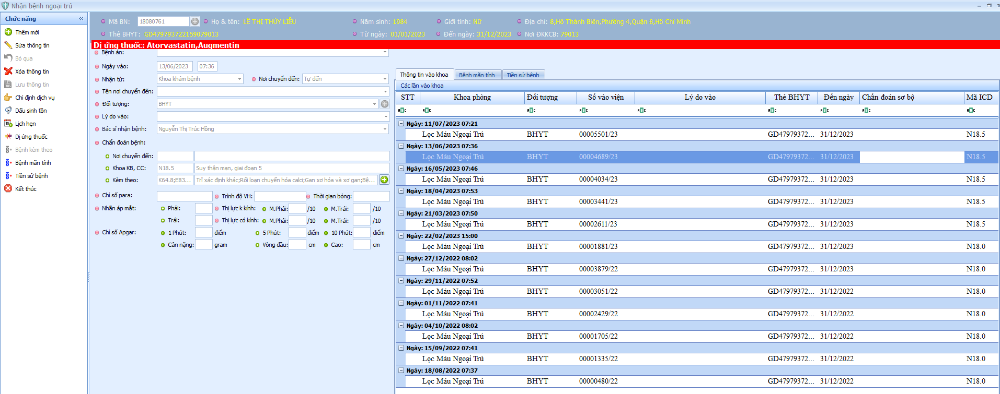 Nhận bệnh ngoại trú
Chức năng «
Thêm mới
Sửa thông tin
Bỏ qua
Xóa thông tin
Lưu thông tin
Chỉ định dịch vụ
Dấu sinh tồn
Lịch hẹn
Dị ứng thuốc
Bệnh kèm theo
Bệnh mãn tính
Tiền sử bệnh
Kết thúc
Mã BN: 18080761 Họ & tên: LÊ THỊ THÚY LIỄU Năm sinh: 1984 Giới tính: Nữ Địa chỉ: 8,Hồ Thành Biên,Phường 4,Quận 8,Hồ Chí Minh
Thẻ BHYT: GD479793722159079013 Từ ngày: 01/01/2023 Đến ngày: 31/12/2023 Nơi ĐKKCB: 79013
Dị ứng thuốc: Atorvastatin,Augmentin
Bệnh án:
Ngày vào: 13/06/2023 07:36
Nhận từ: Khoa khám bệnh Nơi chuyển đến: Tự đến
Tên nơi chuyển đến:
Đối tượng: BHYT
Lý do vào:
Bác sĩ nhận bệnh: Nguyễn Thị Trúc Hồng
Chẩn đoán bệnh:
Nơi chuyển đến:
Khoa KB, CC: N18.5 Suy thận mạn, giai đoạn 5
Kèm theo: K64.8;E83... Trĩ xác định khác;Rối loạn chuyển hóa calci;Gan xơ hóa và xơ gan;Bệ...
Chỉ số para: Trình độ VH: Thời gian bỏng:
Nhãn áp mắt: Phải: Thị lực k kính: M.Phải: /10 M.Trái: /10
Trái: Thị lực có kính: M.Phải: /10 M.Trái: /10
Chỉ số Apgar: 1 Phút: điểm 5 Phút: điểm 10 Phút: điểm
Cân nặng: gram Vòng đầu: cm Cao: cm
Thông tin vào khoa Bệnh mãn tính Tiền sử bệnh
Các lần vào khoa
STT Khoa phòng Đối tượng Số vào viện Lý do vào Thẻ BHYT Đến ngày Chẩn đoán sơ bộ Mã ICD
Ngày: 11/07/2023 07:21
Lọc Máu Ngoại Trú BHYT 00005501/23 GD47979372... 31/12/2023 N18.5
Ngày: 13/06/2023 07:36
Lọc Máu Ngoại Trú BHYT 00004689/23 GD47979372... 31/12/2023 N18.5
Ngày: 16/05/2023 07:46
Lọc Máu Ngoại Trú BHYT 00004034/23 GD47979372... 31/12/2023 N18.5
Ngày: 18/04/2023 07:53
Lọc Máu Ngoại Trú BHYT 00003441/23 GD47979372... 31/12/2023 N18.5
Ngày: 21/03/2023 07:50
Lọc Máu Ngoại Trú BHYT 00002611/23 GD47979372... 31/12/2023 N18.5
Ngày: 22/02/2023 15:00
Lọc Máu Ngoại Trú BHYT 00001881/23 GD47979372... 31/12/2023 N18.0
Ngày: 27/12/2022 08:02
Lọc Máu Ngoại Trú BHYT 00003879/22 GD47979372... 31/12/2023 N18.0
Ngày: 29/11/2022 07:52
Lọc Máu Ngoại Trú BHYT 00003051/22 GD47979372... 31/12/2022 N18.0
Ngày: 01/11/2022 07:41
Lọc Máu Ngoại Trú BHYT 00002429/22 GD47979372... 31/12/2022 N18.0
Ngày: 04/10/2022 08:02
Lọc Máu Ngoại Trú BHYT 00001705/22 GD47979372... 31/12/2022 N18.0
Ngày: 15/09/2022 07:41
Lọc Máu Ngoại Trú BHYT 00001335/22 GD47979372... 31/12/2022 N18.0
Ngày: 18/08/2022 07:37
Lọc Máu Ngoại Trú BHYT 00000480/22 GD47979372... 31/12/2022 N18.0